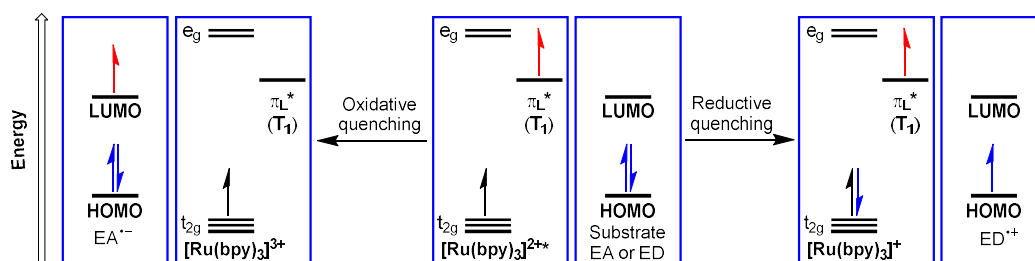 Energy
LUMO
HOMO
EA•−
eg
πL*
(T1)
t2g
[Ru(bpy)3]3+
Oxidative
quenching
eg
πL*
(T1)
t2g
[Ru(bpy)3]2+*
LUMO
HOMO
Substrate
EA or ED
Reductive
quenching
eg
πL*
(T1)
t2g
[Ru(bpy)3]+
LUMO
HOMO
ED•+